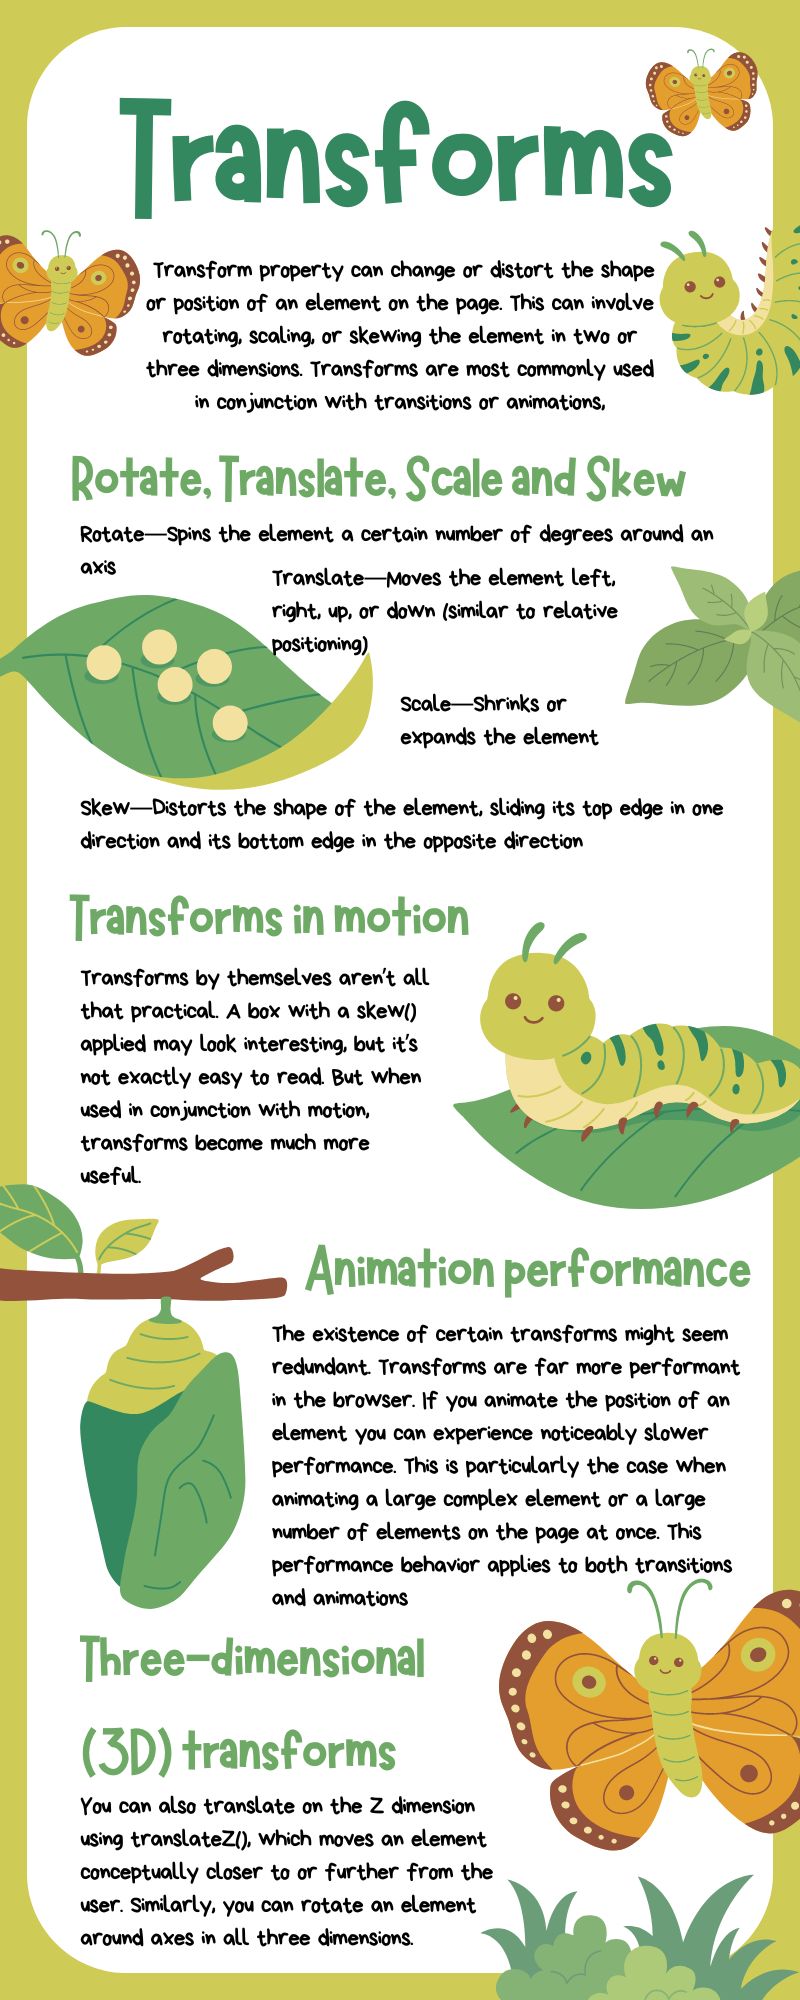 Transforms
Transform property can change or distort the shape
or position of an element on the page. This can involve
rotating, scaling, or skewing the element in two or
three dimensions. Transforms are most commonly used
in conjunction with transitions or animations,
Rotate, Translate, Scale and Skew
Rotate—Spins the element a certain number of degrees around an
axis
Translate—Moves the element left,
right, up, or down (similar to relative
positioning)
Scale—Shrinks or
expands the element
Skew—Distorts the shape of the element, sliding its top edge in one
direction and its bottom edge in the opposite direction
Transforms in motion
Transforms by themselves aren't all
that practical. A box with a skew()
applied may look interesting, but it's
not exactly easy to read. But when
used in conjunction with motion,
transforms become much more
useful.
Animation performance
The existence of certain transforms might seem
redundant. Transforms are far more performant
in the browser. If you animate the position of an
element you can experience noticeably slower
performance. This is particularly the case when
animating a large complex element or a large
number of elements on the page at once. This
performance behavior applies to both transitions
and animations
Three-dimensional
(3D) transforms
You can also translate on the Z dimension
using translateZ(), which moves an element
conceptually closer to or further from the
user. Similarly, you can rotate an element
around axes in all three dimensions.